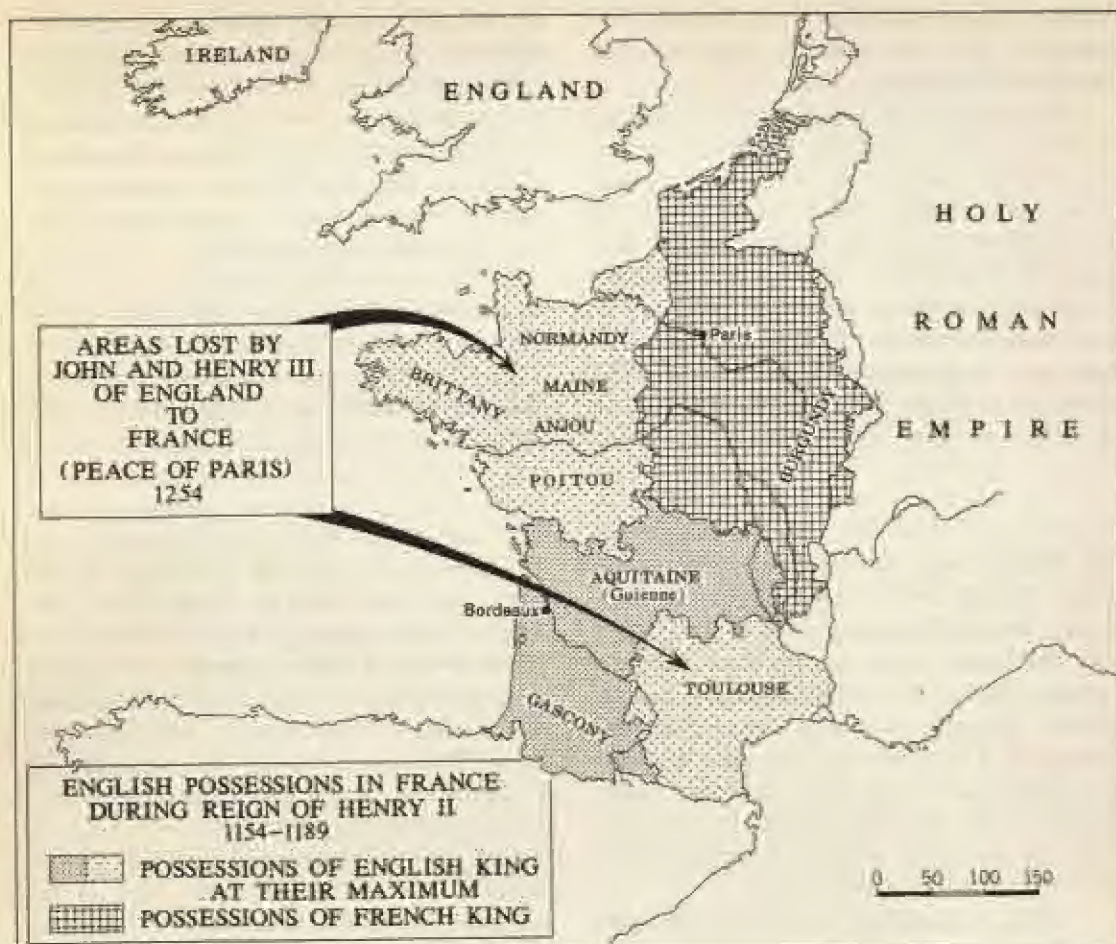 IRELAND
ENGLAND
HOLY
ROMAN
EMPIRE
AREAS LOST BY
JOHN AND HENRY III
OF ENGLAND
TO
FRANCE
(PEACE OF PARIS)
1254
NORMANDY
Paris
BRITTANY
MAINE
ANJOU
BURGUNDY
POITOU
AQUITAINE
(Guienne)
Bordeaux
TOULOUSE
GASCONY
ENGLISH POSSESSIONS IN FRANCE
DURING REIGN OF HENRY II
1154–1189
POSSESSIONS OF ENGLISH KING
AT THEIR MAXIMUM
POSSESSIONS OF FRENCH KING
0 50 100 150